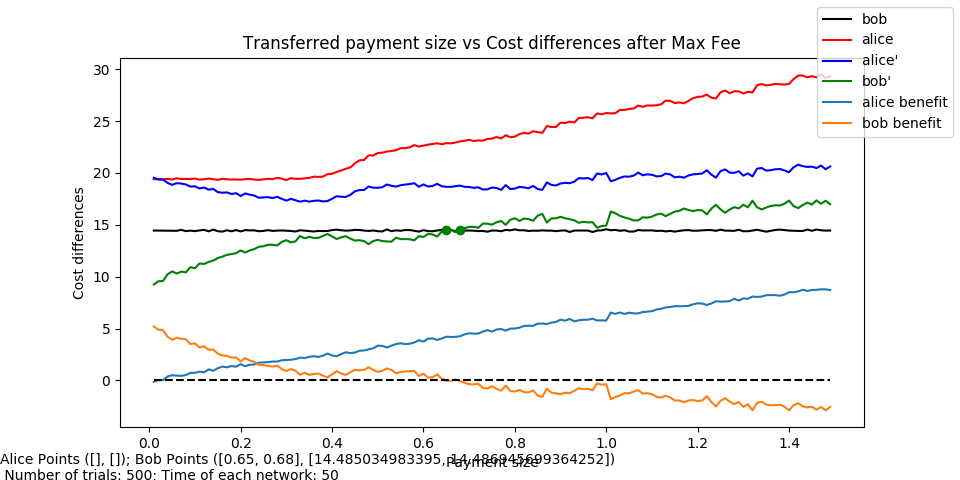 Transferred payment size vs Cost differences after Max Fee
bob
alice
alice'
bob'
alice benefit
bob benefit
Cost differences
30
25
20
15
10
5
0
0.0 0.2 0.4 0.6 0.8 1.0 1.2 1.4
Payment size
Alice Points ([], []); Bob Points ([0.65, 0.68], [14.485034983395, 14.486945699364252])
Number of trials: 500; Time of each network: 50